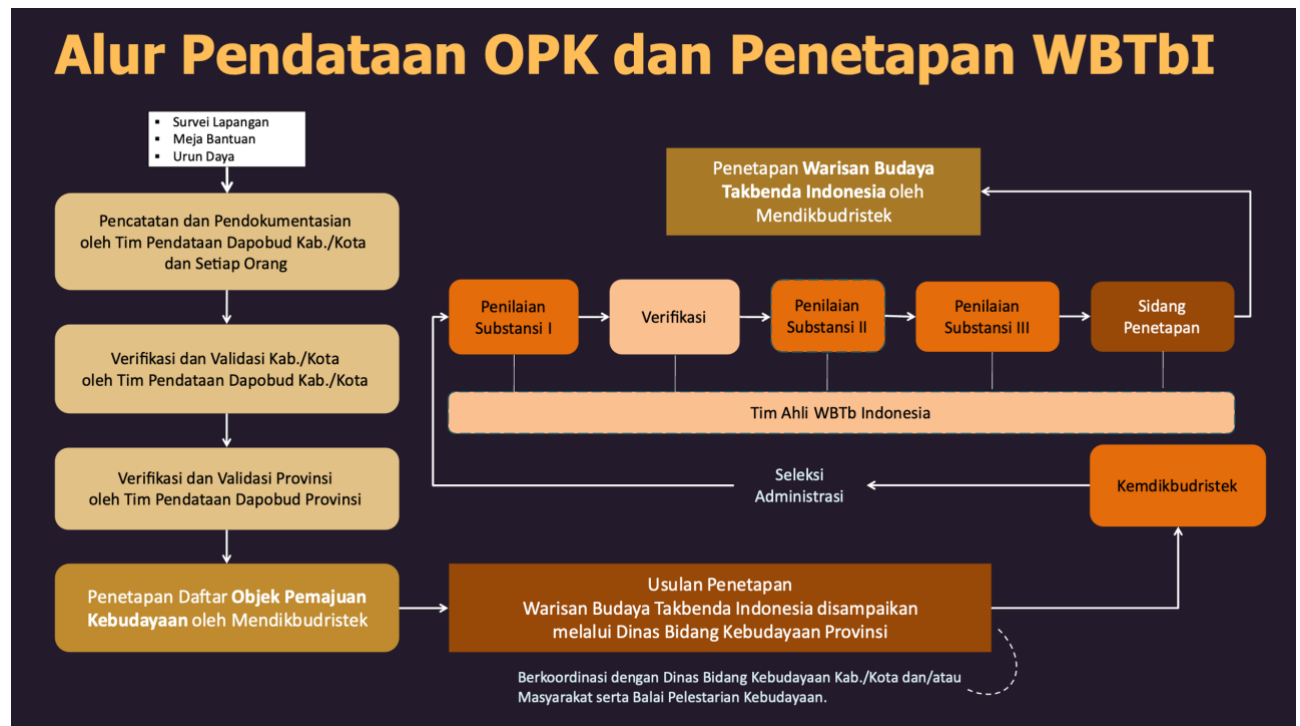 Alur Pendataan OPK dan Penetapan WBTbI
▪ Survei Lapangan
▪ Meja Bantuan
▪ Urun Daya
Pencatatan dan Pendokumentasian
oleh Tim Pendataan Dapobud Kab./Kota
dan Setiap Orang
Verifikasi dan Validasi Kab./Kota
oleh Tim Pendataan Dapobud Kab./Kota
Verifikasi dan Validasi Provinsi
oleh Tim Pendataan Dapobud Provinsi
Penetapan Daftar Objek Pemajuan
Kebudayaan oleh Mendikbudristek
Usulan Penetapan
Warisan Budaya Takbenda Indonesia disampaikan
melalui Dinas Bidang Kebudayaan Provinsi
Berkoordinasi dengan Dinas Bidang Kebudayaan Kab./Kota dan/atau
Masyarakat serta Balai Pelestarian Kebudayaan.
Kemdikbudristek
Seleksi
Administrasi
Penilaian
Substansi I
Verifikasi
Penilaian
Substansi II
Penilaian
Substansi III
Sidang
Penetapan
Tim Ahli WBTb Indonesia
Penetapan Warisan Budaya
Takbenda Indonesia oleh
Mendikbudristek